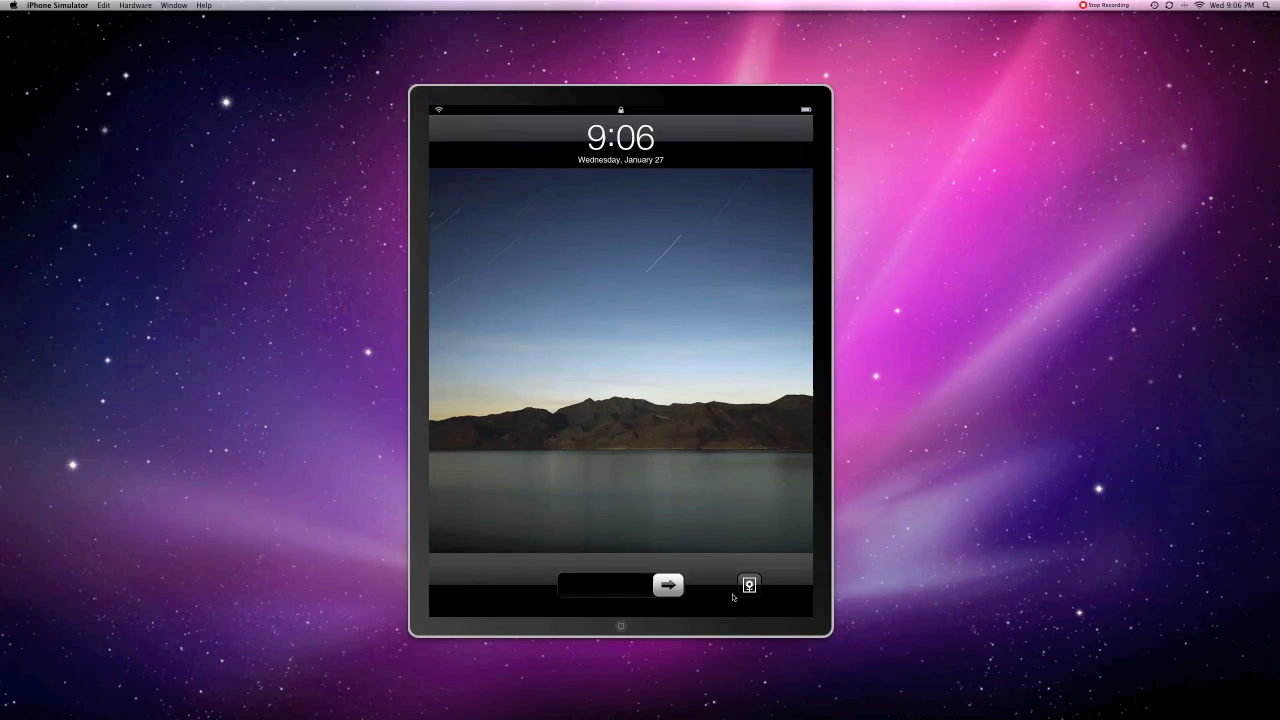 iPhone Simulator Edit Hardware Window Help Stop Recording Wed 9:06 PM
9:06
Wednesday, January 27